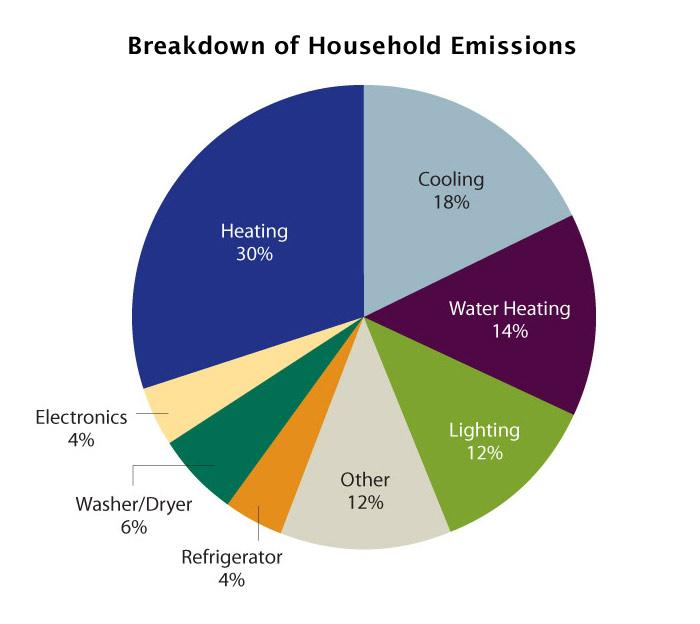 Breakdown of Household Emissions
Cooling
18%
Heating
30%
Water Heating
14%
Electronics
4%
Lighting
12%
Other
12%
Washer/Dryer
6%
Refrigerator
4%